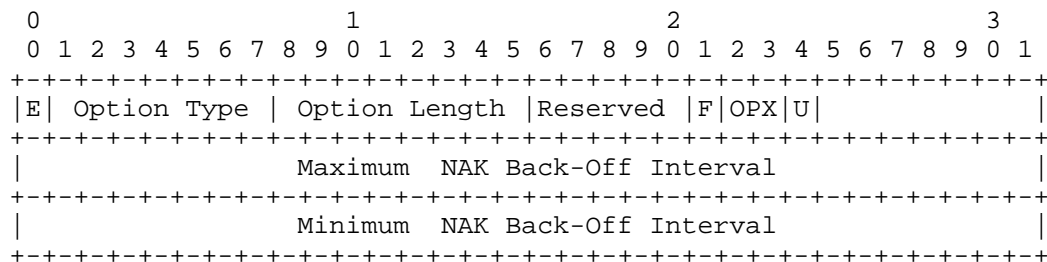 0                   1                   2                   3
 0 1 2 3 4 5 6 7 8 9 0 1 2 3 4 5 6 7 8 9 0 1 2 3 4 5 6 7 8 9 0 1
+-+-+-+-+-+-+-+-+-+-+-+-+-+-+-+-+-+-+-+-+-+-+-+-+-+-+-+-+-+-+-+-+
|E| Option Type | Option Length |Reserved |F|OPX|U|             |
+-+-+-+-+-+-+-+-+-+-+-+-+-+-+-+-+-+-+-+-+-+-+-+-+-+-+-+-+-+-+-+-+
|                 Maximum  NAK Back-Off Interval                |
+-+-+-+-+-+-+-+-+-+-+-+-+-+-+-+-+-+-+-+-+-+-+-+-+-+-+-+-+-+-+-+-+
|                 Minimum  NAK Back-Off Interval                |
+-+-+-+-+-+-+-+-+-+-+-+-+-+-+-+-+-+-+-+-+-+-+-+-+-+-+-+-+-+-+-+-+